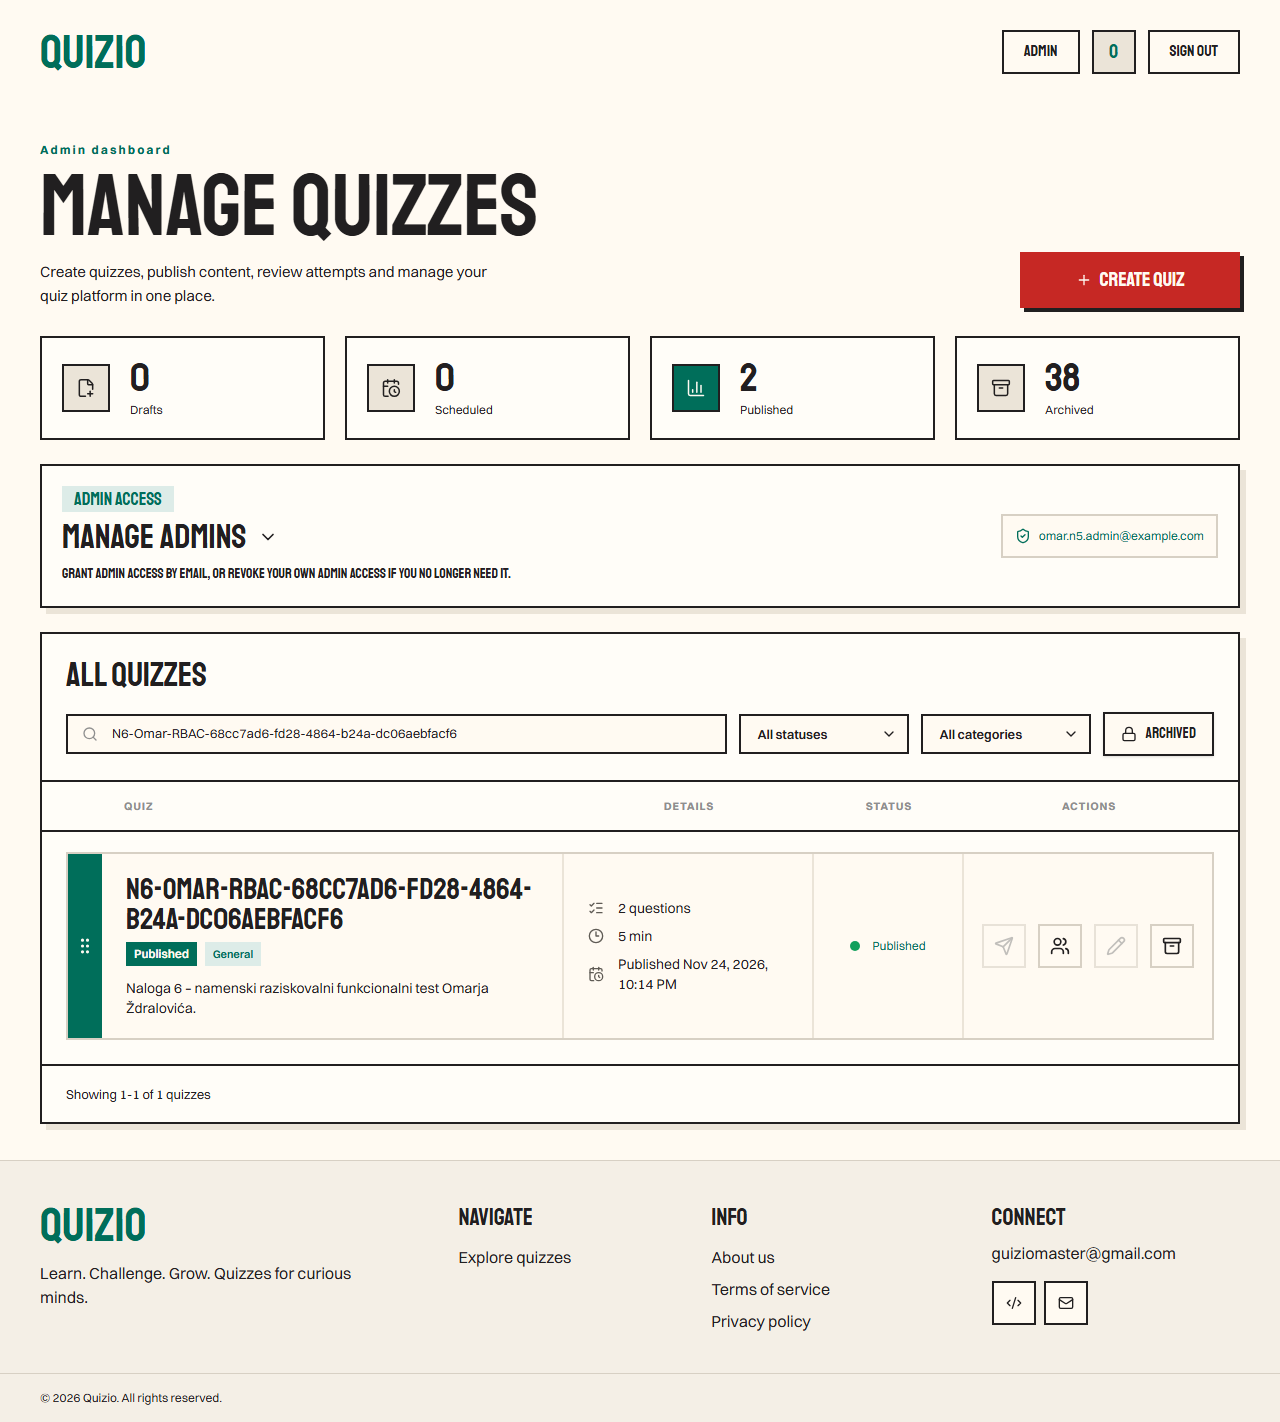 QUIZIO
ADMIN
0
SIGN OUT
Admin dashboard
MANAGE QUIZZES
Create quizzes, publish content, review attempts and manage your
quiz platform in one place.
CREATE QUIZ
0
Drafts
0
Scheduled
2
Published
38
Archived
ADMIN ACCESS
MANAGE ADMINS
GRANT ADMIN ACCESS BY EMAIL, OR REVOKE YOUR OWN ADMIN ACCESS IF YOU NO LONGER NEED IT.
omar.n5.admin@example.com
ALL QUIZZES
N6-Omar-RBAC-68cc7ad6-fd28-4864-b24a-dc06aebfacf6
All statuses
All categories
ARCHIVED
QUIZ
DETAILS
STATUS
ACTIONS
N6-OMAR-RBAC-68CC7AD6-FD28-4864-
B24A-DC06AEBFACF6
Published
General
Naloga 6 – namenski raziskovalni funkcionalni test Omarja
Ždralovića.
2 questions
5 min
Published Nov 24, 2026,
10:14 PM
Published
Showing 1-1 of 1 quizzes
QUIZIO
Learn. Challenge. Grow. Quizzes for curious
minds.
NAVIGATE
Explore quizzes
INFO
About us
Terms of service
Privacy policy
CONNECT
guiziomaster@gmail.com
© 2026 Quizio. All rights reserved.